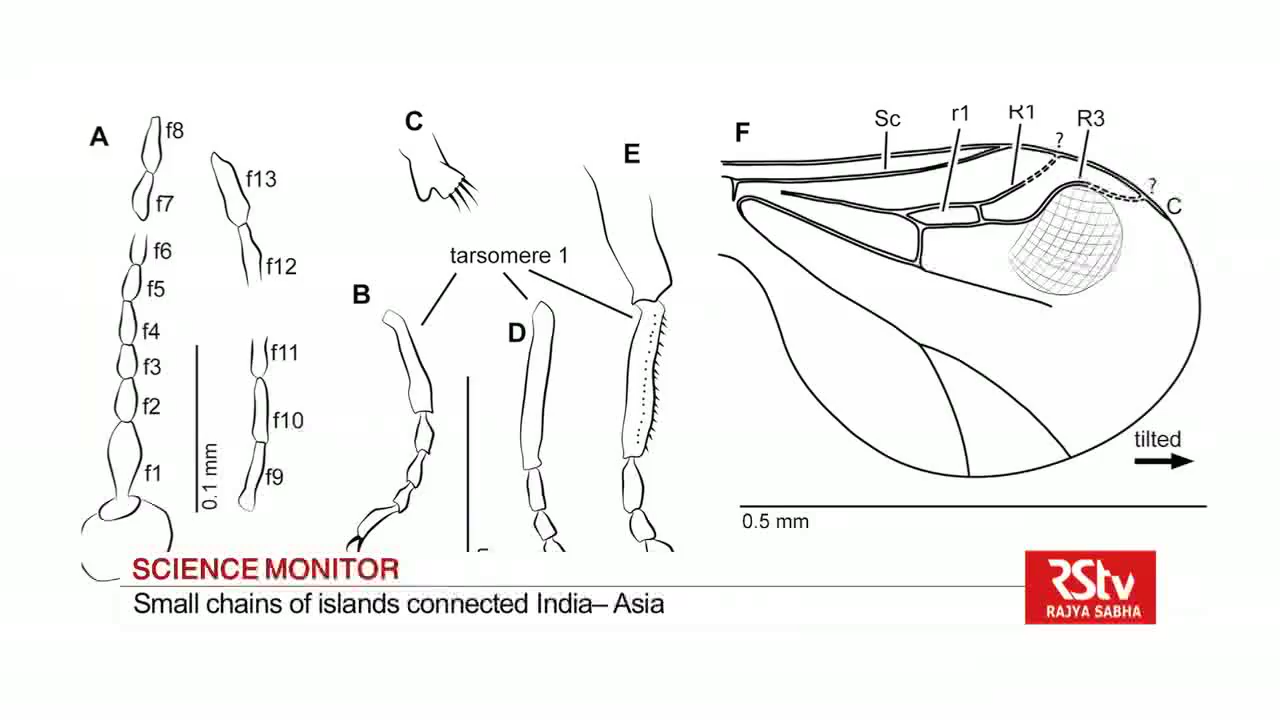 A
f8
f7
f6
f5
f4
f3
f2
f1
f13
f12
f11
f10
f9
0.1 mm
C
B
tarsomere 1
D
E
F
Sc
r1
R1
R3
?
?
C
tilted
0.5 mm
SCIENCE MONITOR
Small chains of islands connected India– Asia
RSTV
RAJYA SABHA